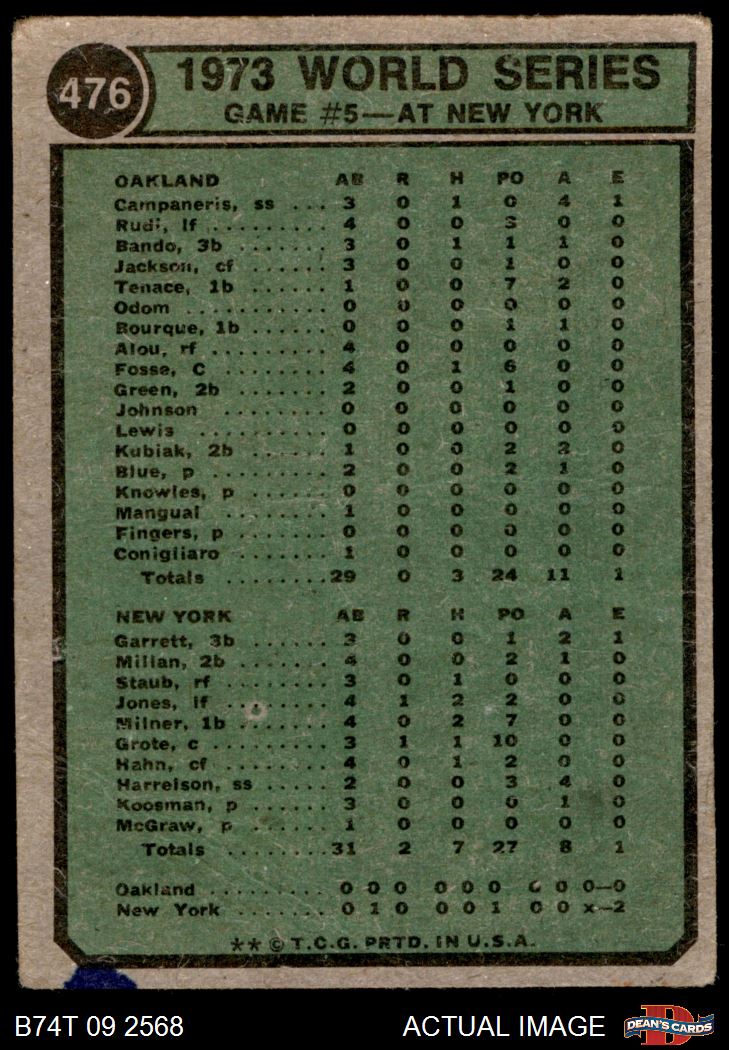 476
1973 WORLD SERIES
GAME #5—AT NEW YORK
OAKLAND AB R H PO A E
Campaneris, ss ... 3 0 1 0 4 1
Rudi, lf ......... 4 0 0 3 0 0
Bando, 3b ....... 3 0 1 1 1 0
Jackson, cf ...... 3 0 0 1 0 0
Tenace, 1b ...... 1 0 0 7 2 0
Odom ........... 0 0 0 0 0 0
Bourque, 1b ...... 0 0 0 1 1 0
Alou, rf ......... 4 0 0 0 0 0
Fosse, C ........ 4 0 1 6 0 0
Green, 2b ....... 2 0 0 1 0 0
Johnson ........ 0 0 0 0 0 0
Lewis .......... 0 0 0 0 0 0
Kubiak, 2b ...... 1 0 0 2 2 0
Blue, p ......... 2 0 0 2 1 0
Knowles, p ...... 0 0 0 0 0 0
Mangual ........ 1 0 0 0 0 0
Fingers, p ....... 0 0 0 0 0 0
Conigliaro ....... 1 0 0 0 0 0
Totals ........ 29 0 3 24 11 1
NEW YORK AB R H PO A E
Garrett, 3b ...... 3 0 0 1 2 1
Millan, 2b ....... 4 0 0 2 1 0
Staub, rf ........ 3 0 1 0 0 0
Jones, lf ........ 4 1 2 2 0 0
Milner, 1b ....... 4 0 2 7 0 0
Grote, c ......... 3 1 1 10 0 0
Hahn, cf ........ 4 0 1 2 0 0
Harrelson, ss .... 2 0 0 3 4 0
Koosman, p ...... 3 0 0 0 1 0
McGraw, p ...... 1 0 0 0 0 0
Totals ........ 31 2 7 27 8 1
Oakland ......... 0 0 0 0 0 0 0 0 0—0
New York ....... 0 1 0 0 0 1 0 0 x—2
** © T.C.G. PRTD. IN U.S.A.
B74T 09 2568 ACTUAL IMAGE
D
DEAN'S CARDS